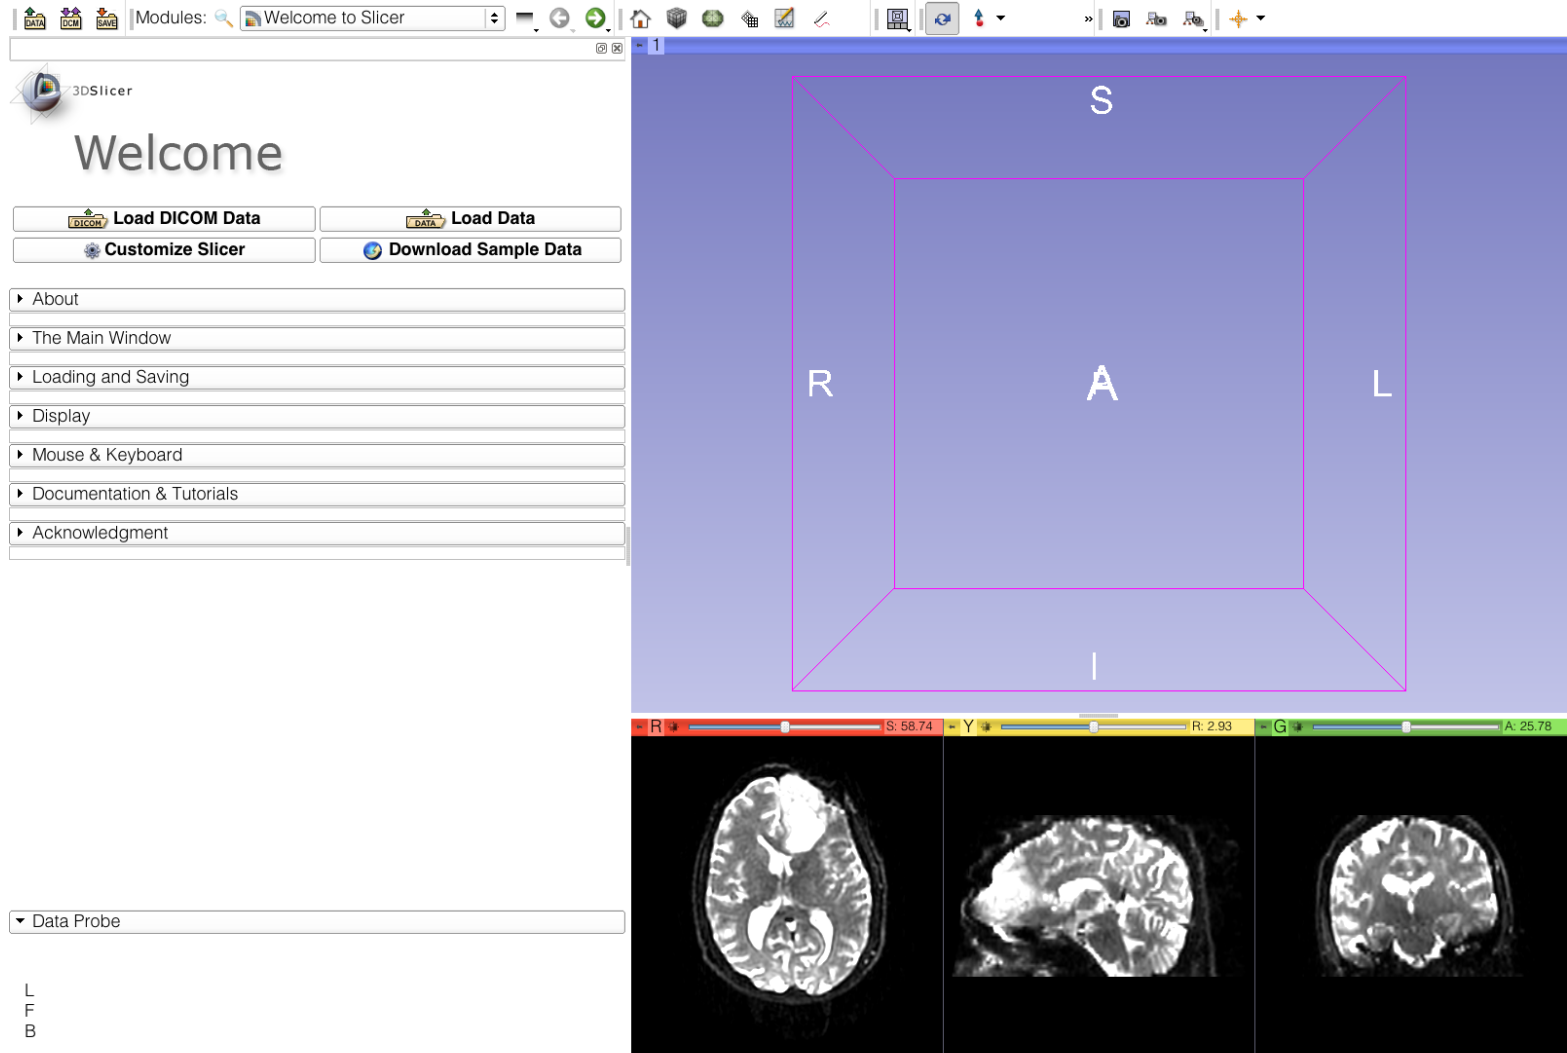 DATA DCM SAVE Modules: Welcome to Slicer »
1
3DSlicer
Welcome
DICOM Load DICOM Data DATA Load Data
Customize Slicer Download Sample Data
About
The Main Window
Loading and Saving
Display
Mouse & Keyboard
Documentation & Tutorials
Acknowledgment
Data Probe
L
F
B
S
R A L
I
R S: 58.74 Y R: 2.93 G A: 25.78